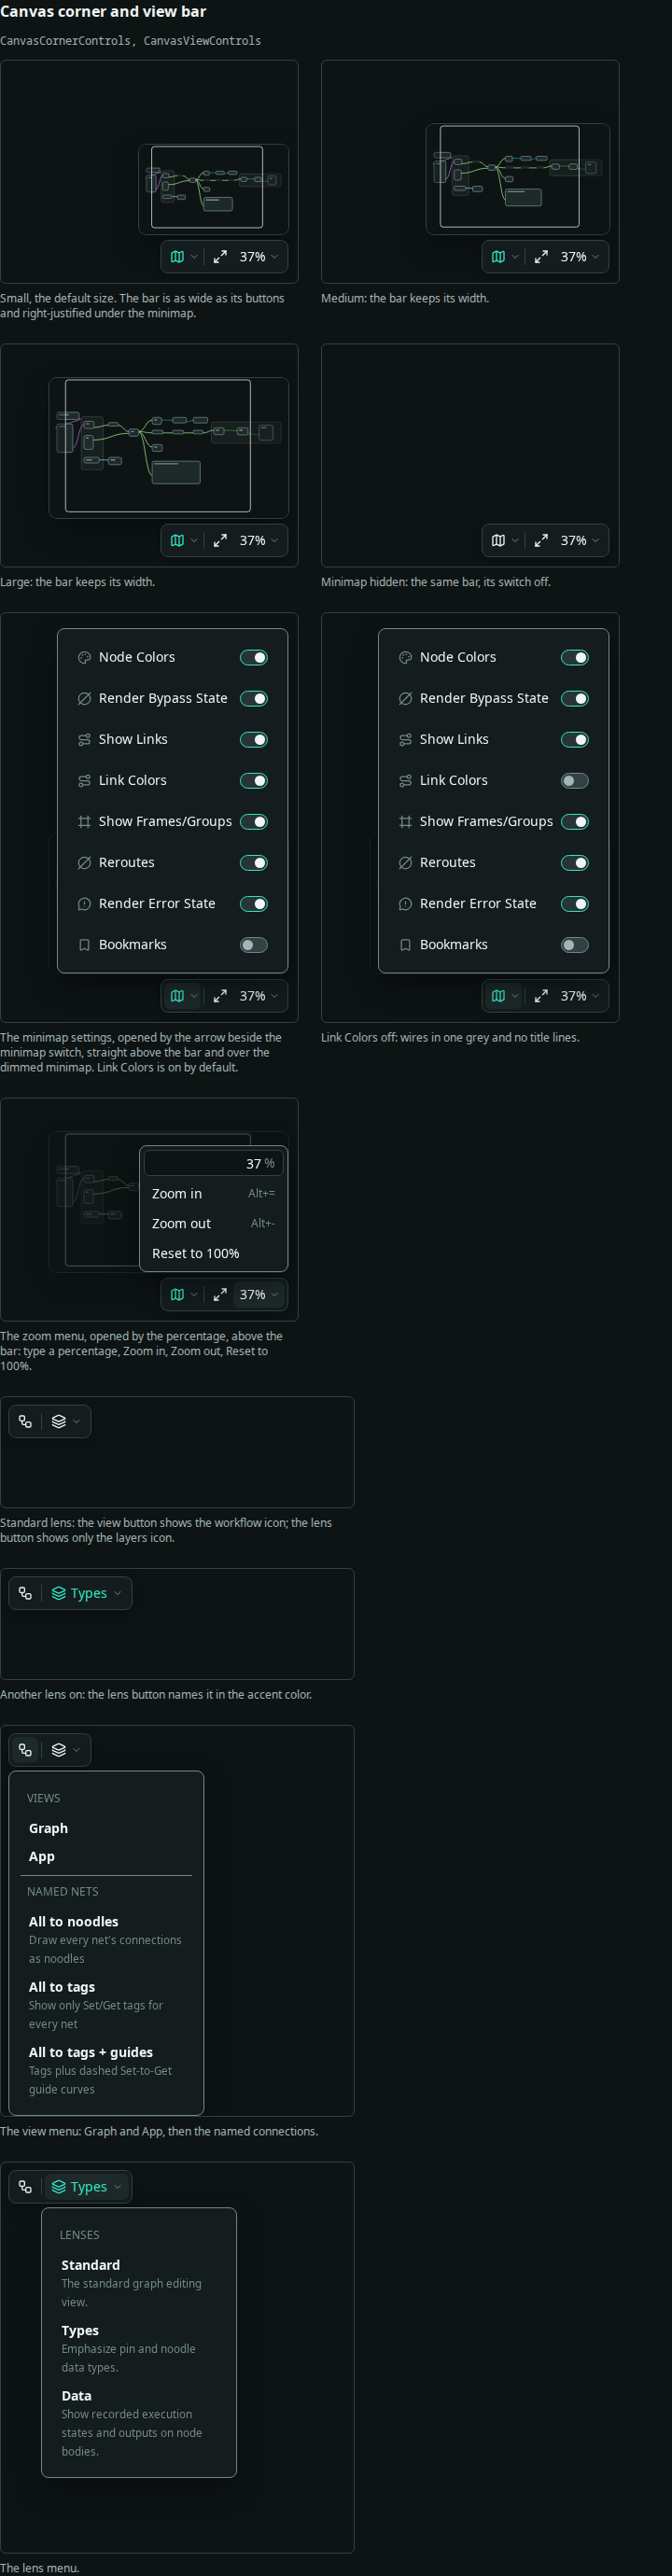 Canvas corner and view bar
CanvasCornerControls, CanvasViewControls
37%
37%
Small, the default size. The bar is as wide as its buttons
and right-justified under the minimap.
Medium: the bar keeps its width.
37%
37%
Large: the bar keeps its width.
Minimap hidden: the same bar, its switch off.
Node Colors
Render Bypass State
Show Links
Link Colors
Show Frames/Groups
Reroutes
Render Error State
Bookmarks
37%
Node Colors
Render Bypass State
Show Links
Link Colors
Show Frames/Groups
Reroutes
Render Error State
Bookmarks
37%
The minimap settings, opened by the arrow beside the
minimap switch, straight above the bar and over the
dimmed minimap. Link Colors is on by default.
Link Colors off: wires in one grey and no title lines.
37 %
Zoom in Alt+=
Zoom out Alt+-
Reset to 100%
37%
The zoom menu, opened by the percentage, above the
bar: type a percentage, Zoom in, Zoom out, Reset to
100%.
Standard lens: the view button shows the workflow icon; the lens
button shows only the layers icon.
Types
Another lens on: the lens button names it in the accent color.
VIEWS
Graph
App
NAMED NETS
All to noodles
Draw every net's connections
as noodles
All to tags
Show only Set/Get tags for
every net
All to tags + guides
Tags plus dashed Set-to-Get
guide curves
The view menu: Graph and App, then the named connections.
Types
LENSES
Standard
The standard graph editing
view.
Types
Emphasize pin and noodle
data types.
Data
Show recorded execution
states and outputs on node
bodies.
The lens menu.